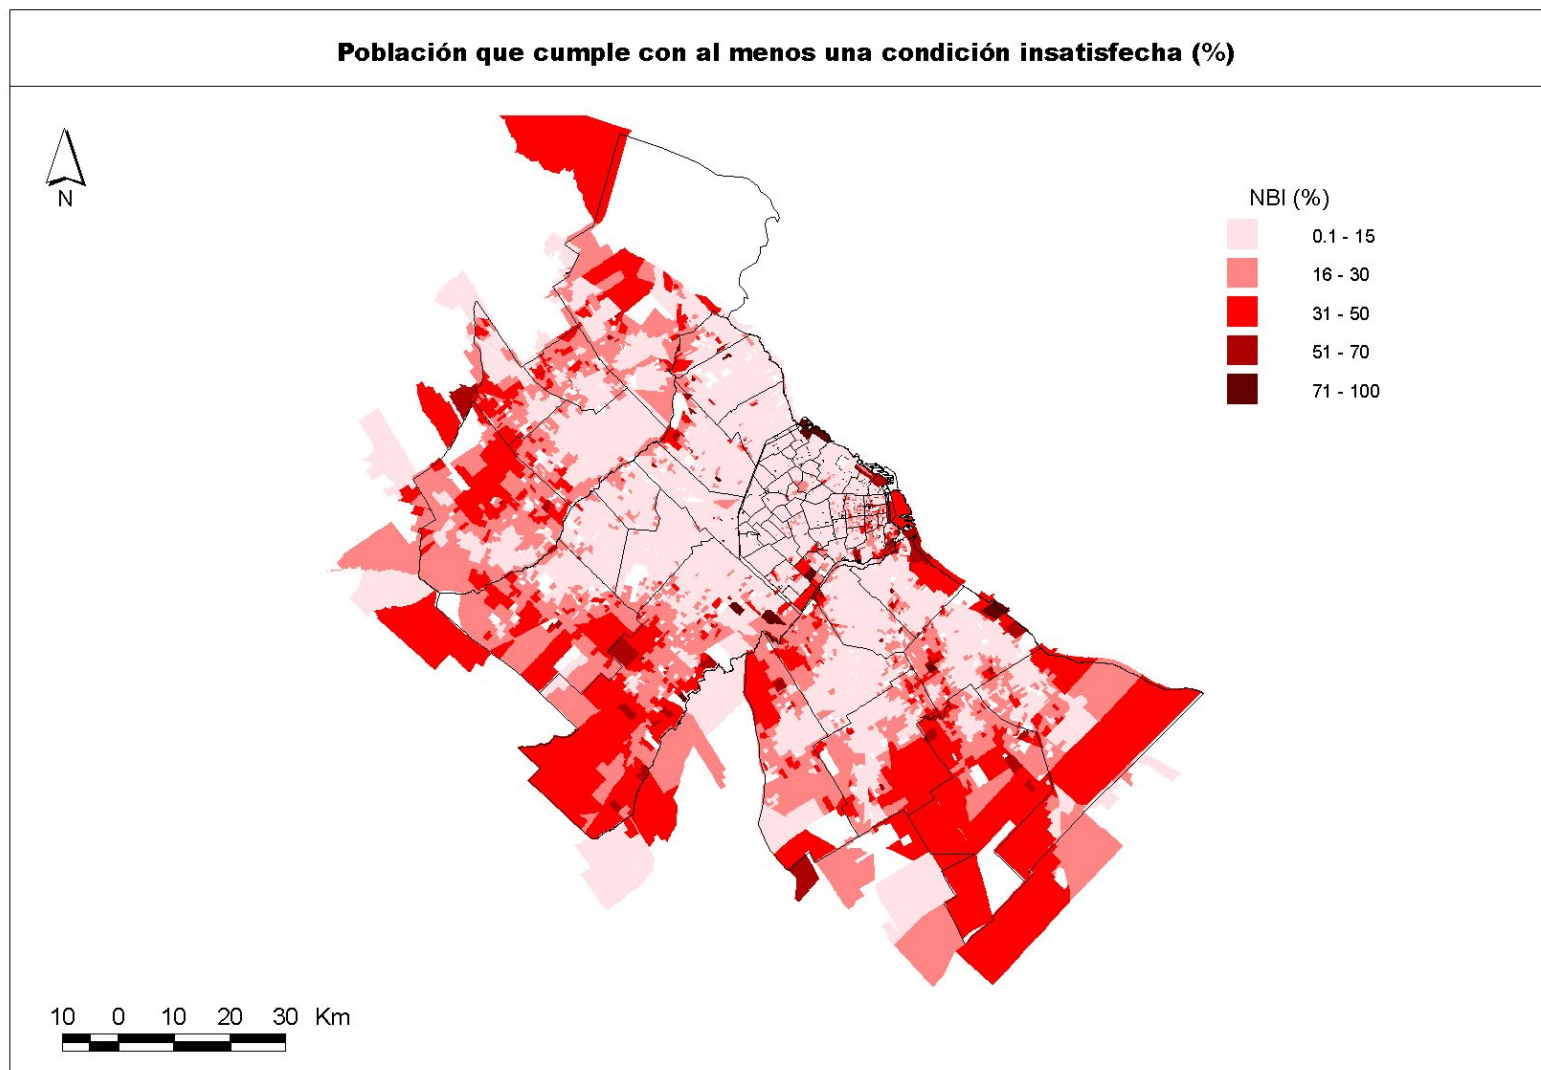 Población que cumple con al menos una condición insatisfecha (%)
N
NBI (%)
0.1 - 15
16 - 30
31 - 50
51 - 70
71 - 100
10 0 10 20 30 Km